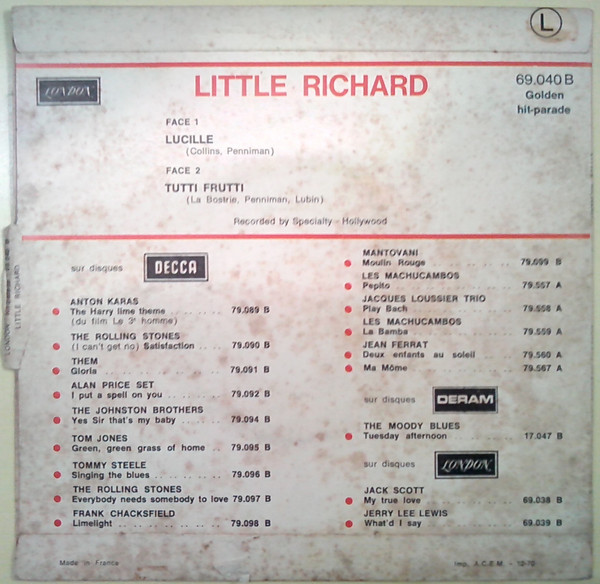 L
LONDON
LITTLE RICHARD
69.040 B
Golden
hit-parade
FACE 1
LUCILLE
(Collins, Penniman)
FACE 2
TUTTI FRUTTI
(La Bostrie, Penniman, Lubin)
Recorded by Specialty - Hollywood
LITTLE RICHARD
sur disques DECCA
ANTON KARAS
The Harry lime theme ........ 79.089 B
(du film Le 3e homme)
THE ROLLING STONES
(I can't get no) Satisfaction .. 79.090 B
THEM
Gloria .................. 79.091 B
ALAN PRICE SET
I put a spell on you ........ 79.092 B
THE JOHNSTON BROTHERS
Yes Sir that's my baby ...... 79.094 B
TOM JONES
Green, green grass of home .. 79.095 B
TOMMY STEELE
Singing the blues .......... 79.096 B
THE ROLLING STONES
Everybody needs somebody to love 79.097 B
FRANK CHACKSFIELD
Limelight ................ 79.098 B
MANTOVANI
Moulin Rouge ............ 79.099 B
LES MACHUCAMBOS
Pepito .................. 79.557 A
JACQUES LOUSSIER TRIO
Play Bach .............. 79.558 A
LES MACHUCAMBOS
La Bamba .............. 79.559 A
JEAN FERRAT
Deux enfants au soleil ...... 79.560 A
Ma Môme .............. 79.567 A
sur disques DERAM
THE MOODY BLUES
Tuesday afternoon ........ 17.047 B
sur disques LONDON
JACK SCOTT
My true love ............ 69.038 B
JERRY LEE LEWIS
What'd I say ............ 69.039 B
Made in France
Imp. A.C.E.M. - 10-70